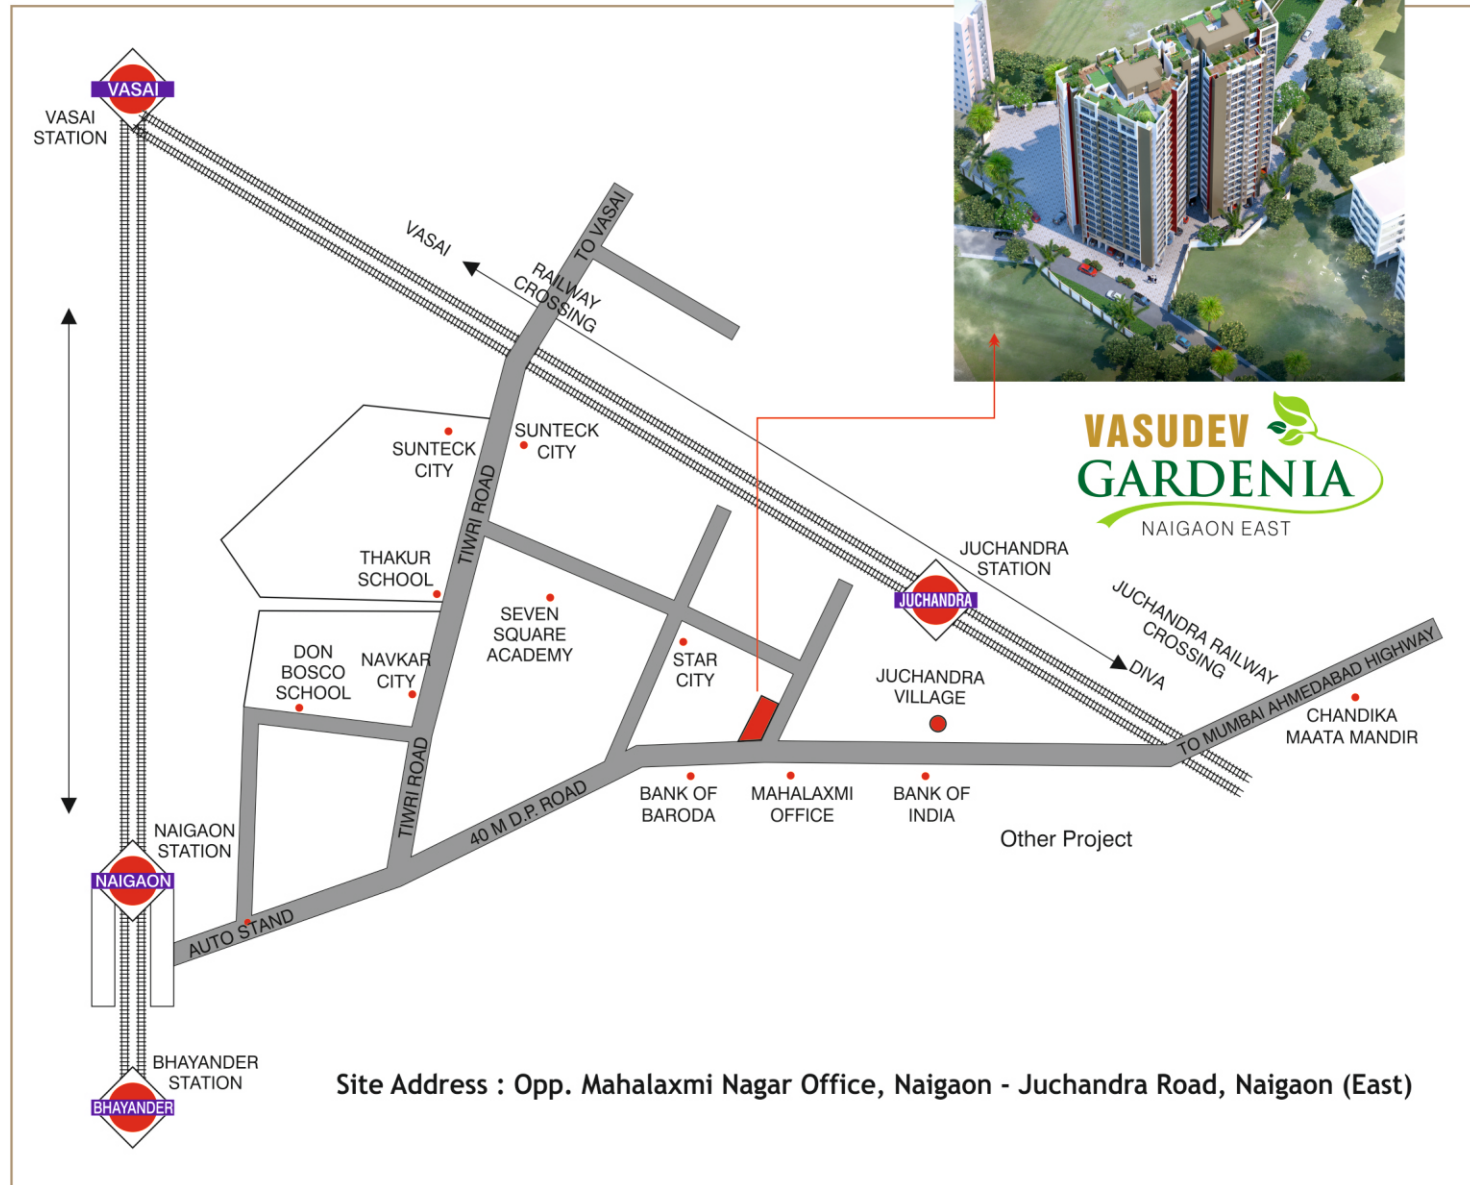 VASAI
VASAI
STATION
VASAI
TO VASAI
RAILWAY
CROSSING
VASUDEV
GARDENIA
NAIGAON EAST
SUNTECK
CITY
SUNTECK
CITY
TIWRI ROAD
THAKUR
SCHOOL
SEVEN
SQUARE
ACADEMY
DON
BOSCO
SCHOOL
NAVKAR
CITY
STAR
CITY
JUCHANDRA
STATION
JUCHANDRA
JUCHANDRA RAILWAY
CROSSING
DIVA
JUCHANDRA
VILLAGE
TO MUMBAI AHMEDABAD HIGHWAY
CHANDIKA
MAATA MANDIR
TIWRI ROAD
40 M D.P. ROAD
BANK OF
BARODA
MAHALAXMI
OFFICE
BANK OF
INDIA
Other Project
NAIGAON
STATION
NAIGAON
AUTO STAND
BHAYANDER
STATION
BHAYANDER
Site Address : Opp. Mahalaxmi Nagar Office, Naigaon - Juchandra Road, Naigaon (East)